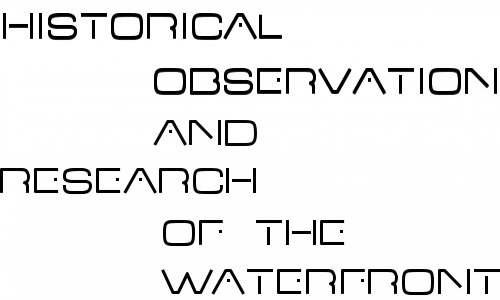 HISTORICAL
OBSERVATION
AND
RESEARCH
OF THE
WATERFRONT